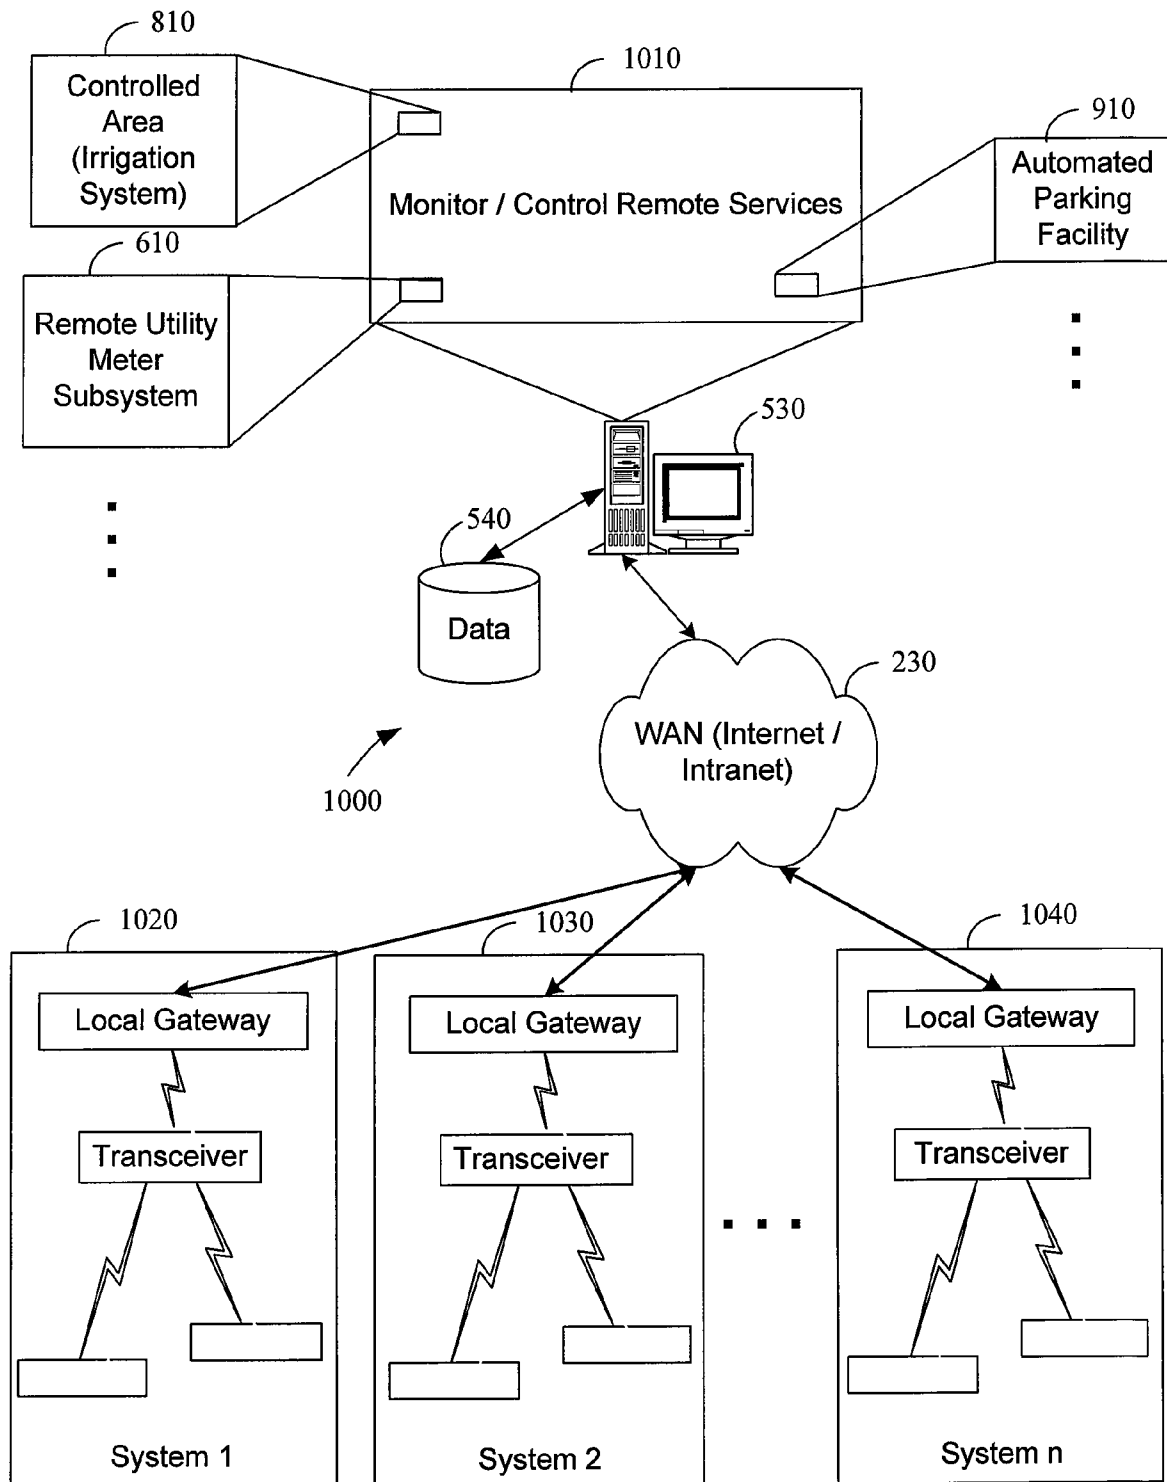 810
Controlled
Area
(Irrigation
System)
1010
Monitor / Control Remote Services
910
Automated
Parking
Facility
610
Remote Utility
Meter
Subsystem
530
540
Data
230
WAN (Internet /
Intranet)
1000
1020
Local Gateway
Transceiver
System 1
1030
Local Gateway
Transceiver
System 2
1040
Local Gateway
Transceiver
System n